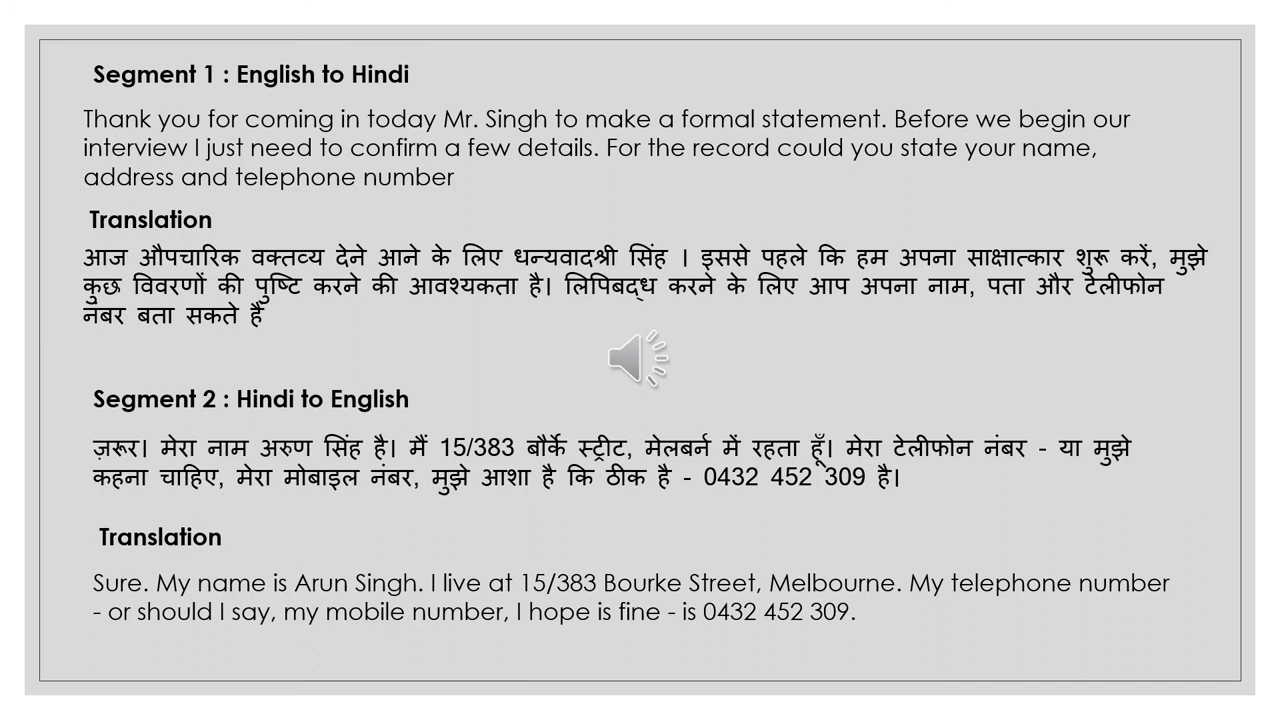 Segment 1 : English to Hindi
Thank you for coming in today Mr. Singh to make a formal statement. Before we begin our
interview I just need to confirm a few details. For the record could you state your name,
address and telephone number
Translation
आज औपचारिक वक्तव्य देने आने के लिए धन्यवादश्री सिंह । इससे पहले कि हम अपना साक्षात्कार शुरू करें, मुझे
कुछ विवरणों की पुष्टि करने की आवश्यकता है। लिपिबद्ध करने के लिए आप अपना नाम, पता और टेलीफोन
नंबर बता सकते हैं
Segment 2 : Hindi to English
ज़रूर। मेरा नाम अरुण सिंह है। मैं 15/383 बौर्के स्ट्रीट, मेलबर्न में रहता हूँ। मेरा टेलीफोन नंबर - या मुझे
कहना चाहिए, मेरा मोबाइल नंबर, मुझे आशा है कि ठीक है - 0432 452 309 है।
Translation
Sure. My name is Arun Singh. I live at 15/383 Bourke Street, Melbourne. My telephone number
- or should I say, my mobile number, I hope is fine - is 0432 452 309.